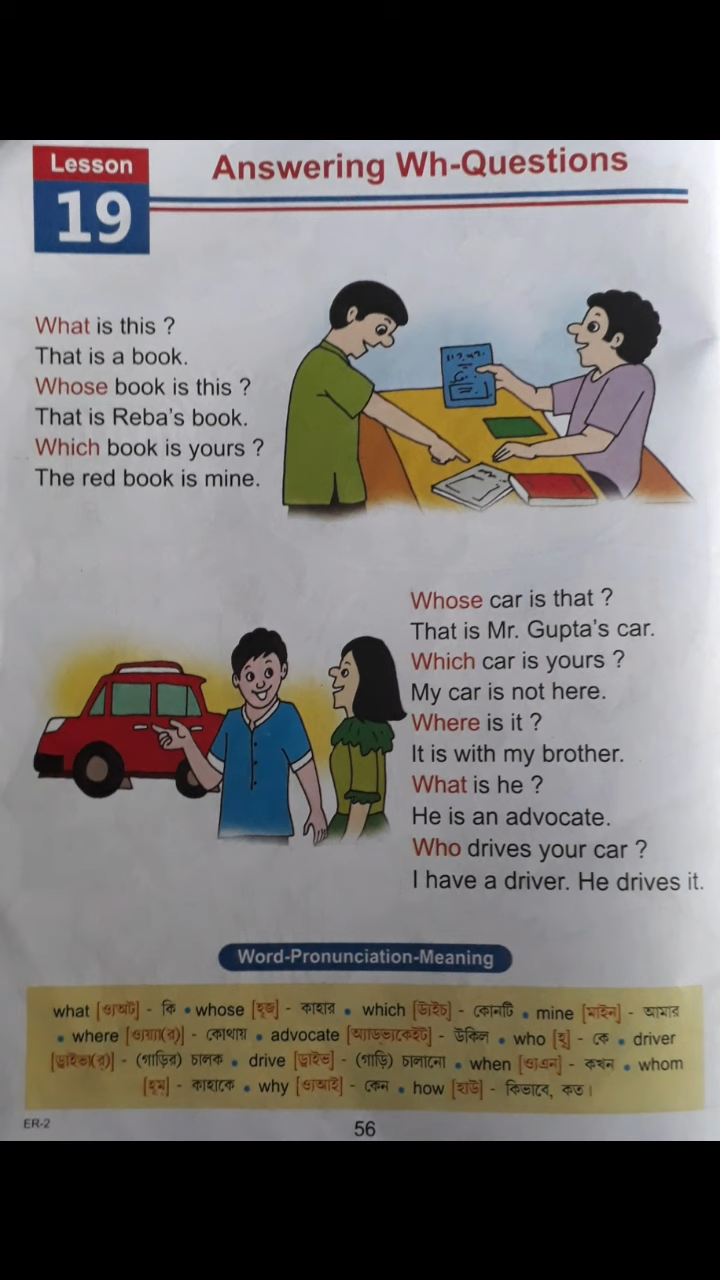 Lesson
19
Answering Wh-Questions
What is this ?
That is a book.
Whose book is this ?
That is Reba's book.
Which book is yours ?
The red book is mine.
Whose car is that ?
That is Mr. Gupta's car.
Which car is yours ?
My car is not here.
Where is it ?
It is with my brother.
What is he ?
He is an advocate.
Who drives your car ?
I have a driver. He drives it.
Word-Pronunciation-Meaning
what [ওঅট] - কি • whose [হুজ] - কাহার • which [উইচ] - কোনটি • mine [মাইন] - আমার
• where [ওয়্যা(র)] - কোথায় • advocate [অ্যাডভ্যকেইট] - উকিল • who [হু] - কে • driver
[ড্রাইভা(র)] - (গাড়ির) চালক • drive [ড্রাইভ] - (গাড়ি) চালানো • when [ওএন] - কখন • whom
[হূম্] - কাহাকে • why [ওআই] - কেন • how [হাউ] - কিভাবে, কত।
ER-2
56